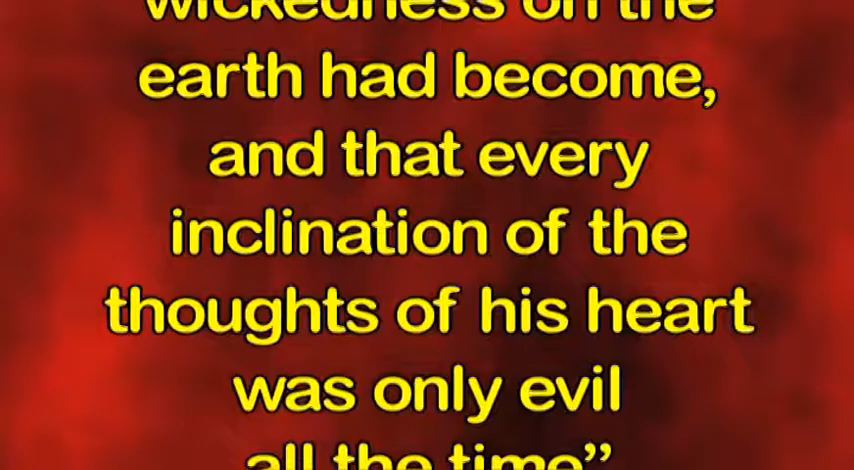 wickedness on the
earth had become,
and that every
inclination of the
thoughts of his heart
was only evil
all the time”